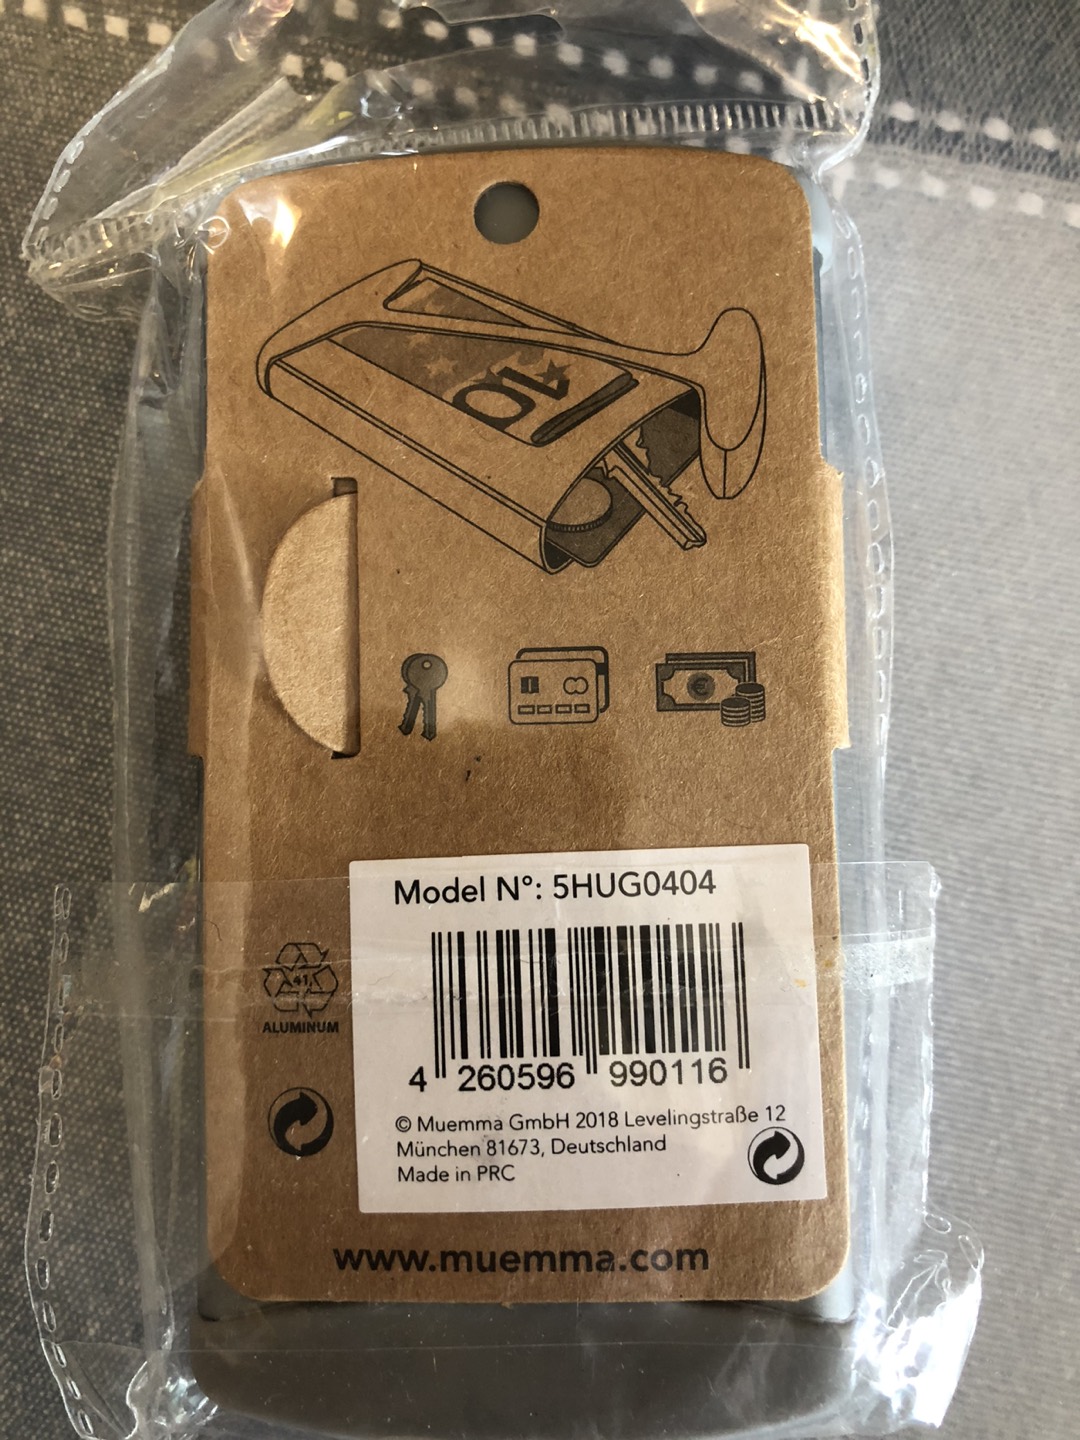 10
€
Model N°: 5HUG0404
41
ALUMINUM
4 260596 990116
© Muemma GmbH 2018 Levelingstraße 12
München 81673, Deutschland
Made in PRC
www.muemma.com